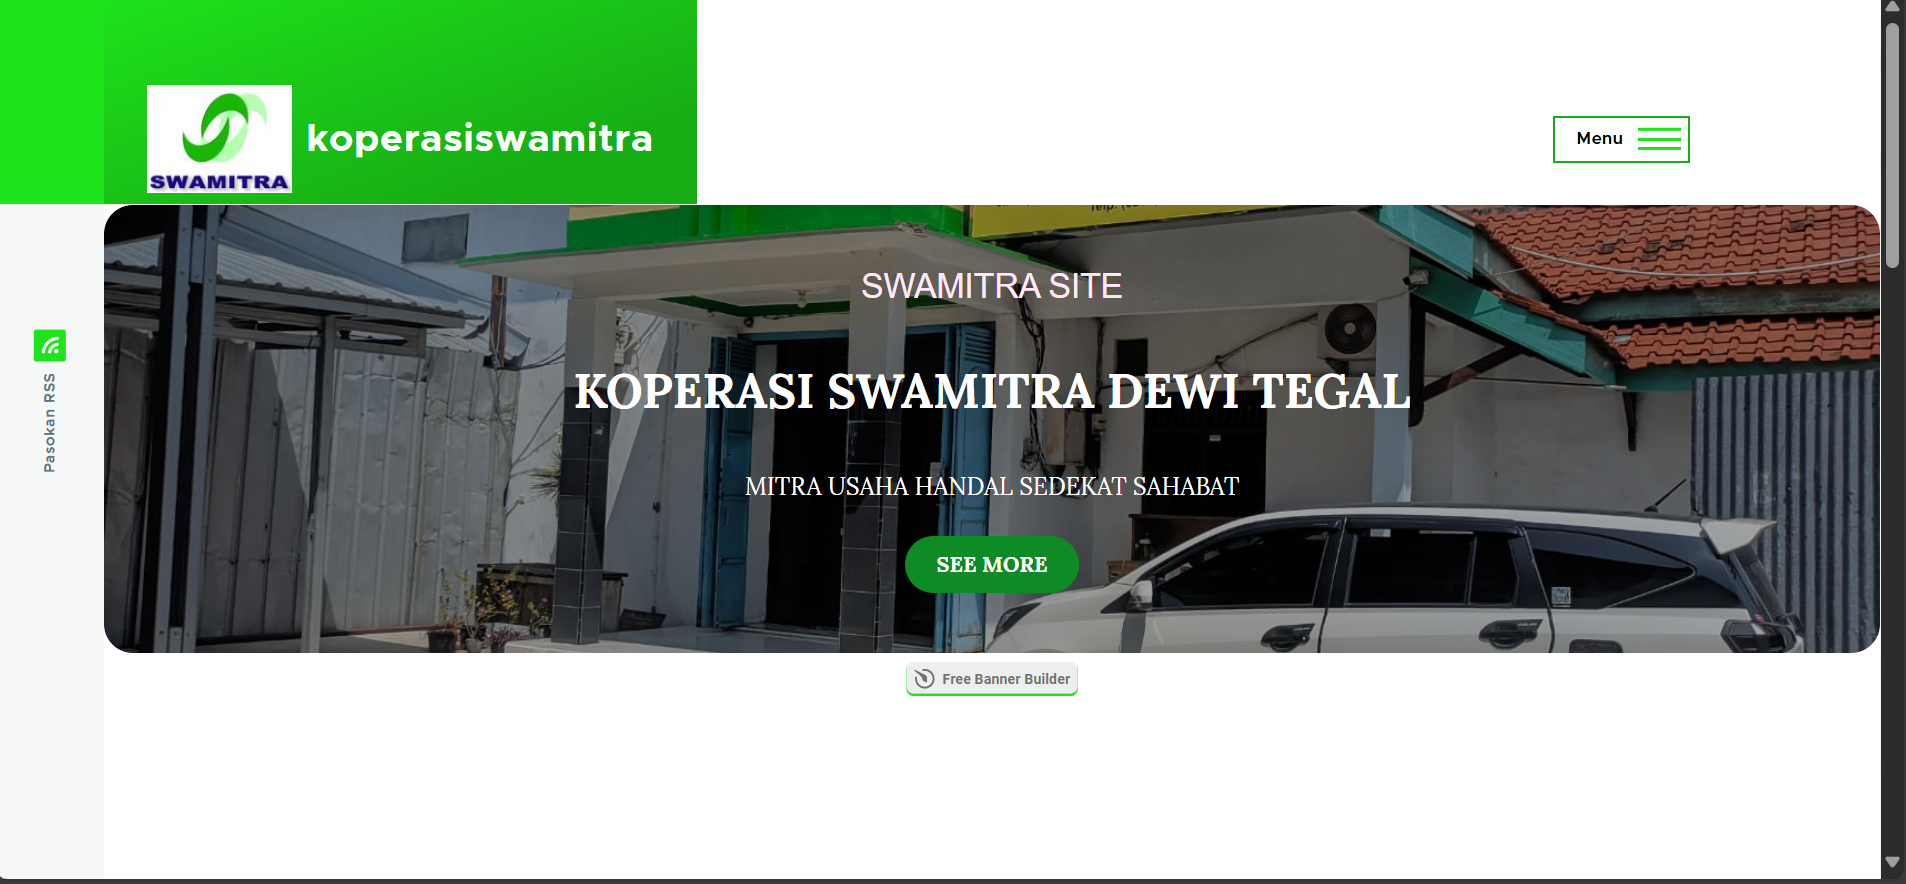 SWAMITRA
koperasiswamitra
Menu
Telp.
SWAMITRA SITE
KOPERASI SWAMITRA DEWI TEGAL
MITRA USAHA HANDAL SEDEKAT SAHABAT
SEE MORE
Pasokan RSS
Free Banner Builder